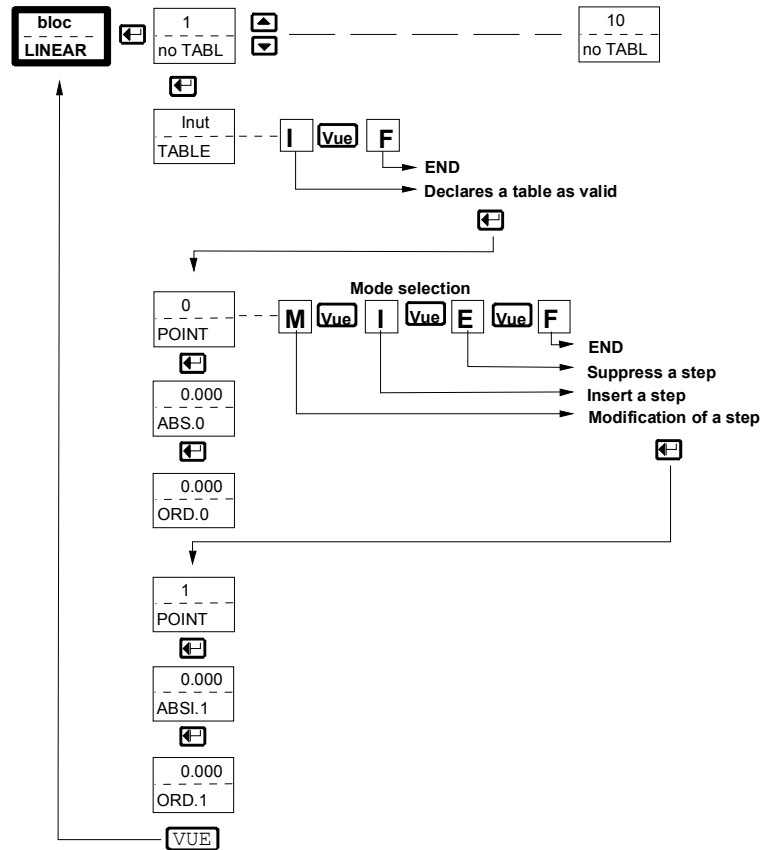 bloc
LINEAR
1
no TABL
10
no TABL
Inut
TABLE
I Vue F
END
Declares a table as valid
Mode selection
0
POINT
M Vue I Vue E Vue F
END
Suppress a step
Insert a step
Modification of a step
0.000
ABS.0
0.000
ORD.0
1
POINT
0.000
ABSI.1
0.000
ORD.1
VUE